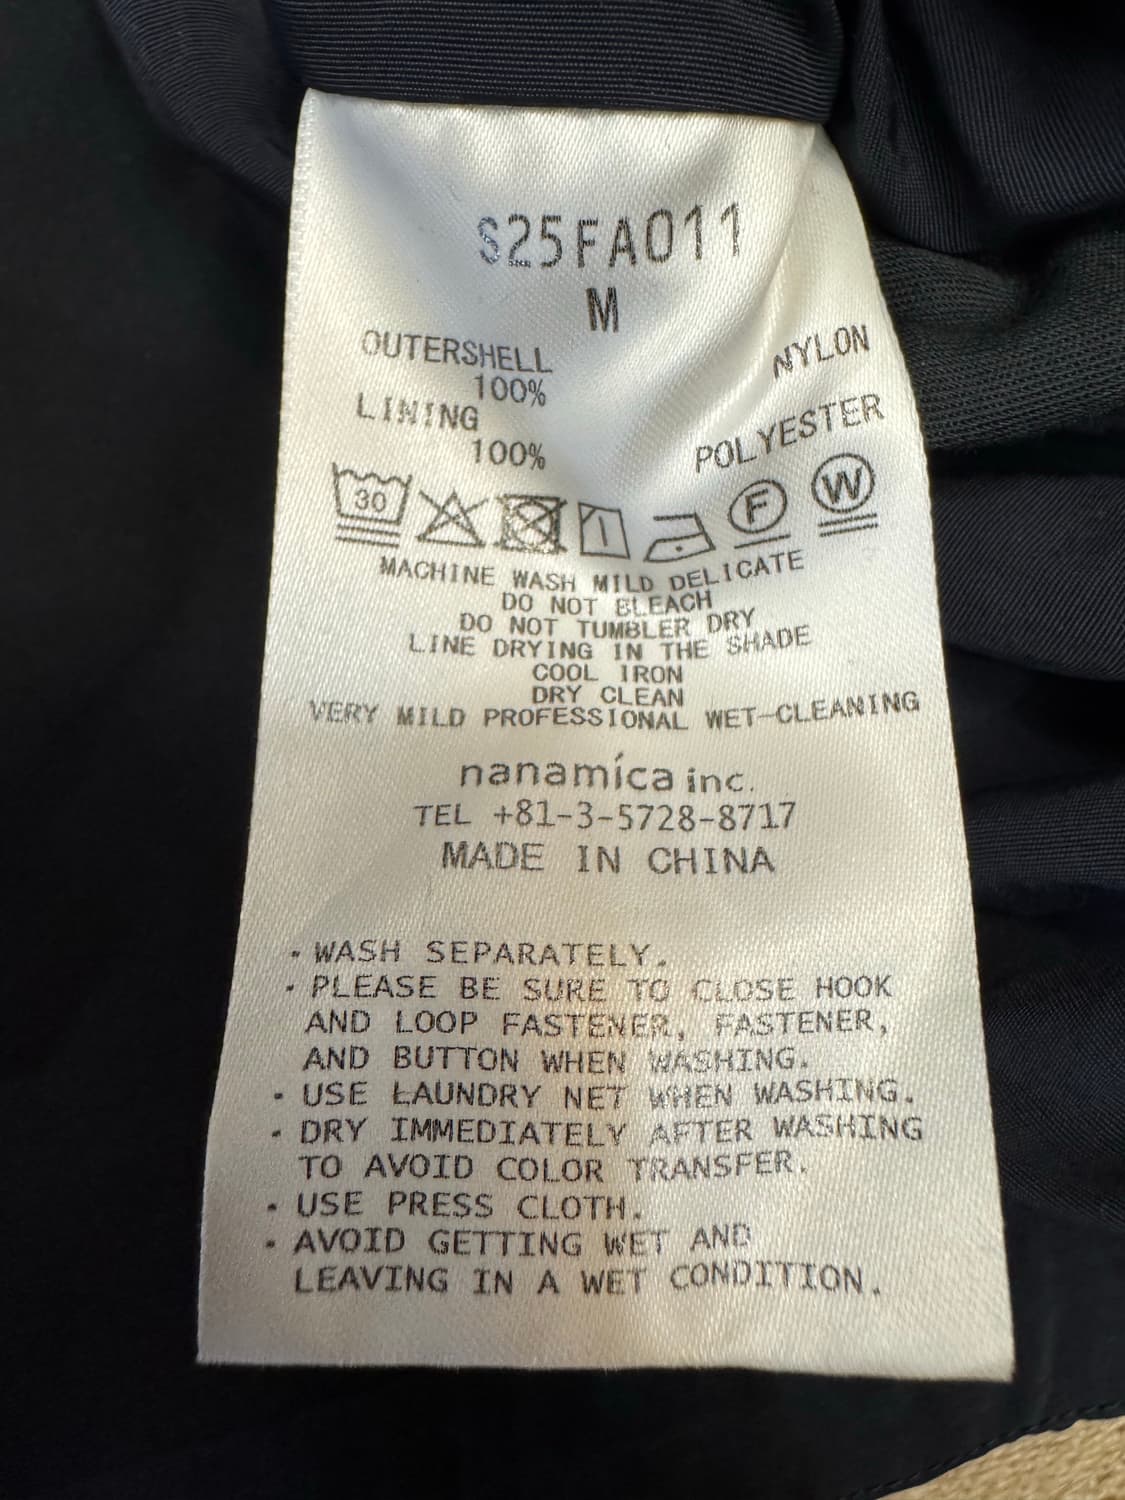 S25FA011
M
OUTERSHELL
100% NYLON
LINING
100% POLYESTER
30 F W
MACHINE WASH MILD DELICATE
DO NOT BLEACH
DO NOT TUMBLER DRY
LINE DRYING IN THE SHADE
COOL IRON
DRY CLEAN
VERY MILD PROFESSIONAL WET-CLEANING
nanamíca inc.
TEL +81-3-5728-8717
MADE IN CHINA
・WASH SEPARATELY.
・PLEASE BE SURE TO CLOSE HOOK
AND LOOP FASTENER, FASTENER,
AND BUTTON WHEN WASHING.
・USE LAUNDRY NET WHEN WASHING.
・DRY IMMEDIATELY AFTER WASHING
TO AVOID COLOR TRANSFER.
・USE PRESS CLOTH.
・AVOID GETTING WET AND
LEAVING IN A WET CONDITION.